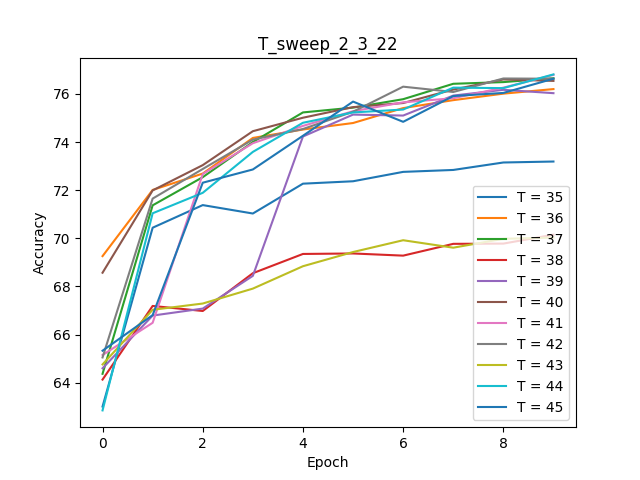 T_sweep_2_3_22
76
74
72
70
68
66
64
Accuracy
0
2
4
6
8
Epoch
T = 35
T = 36
T = 37
T = 38
T = 39
T = 40
T = 41
T = 42
T = 43
T = 44
T = 45